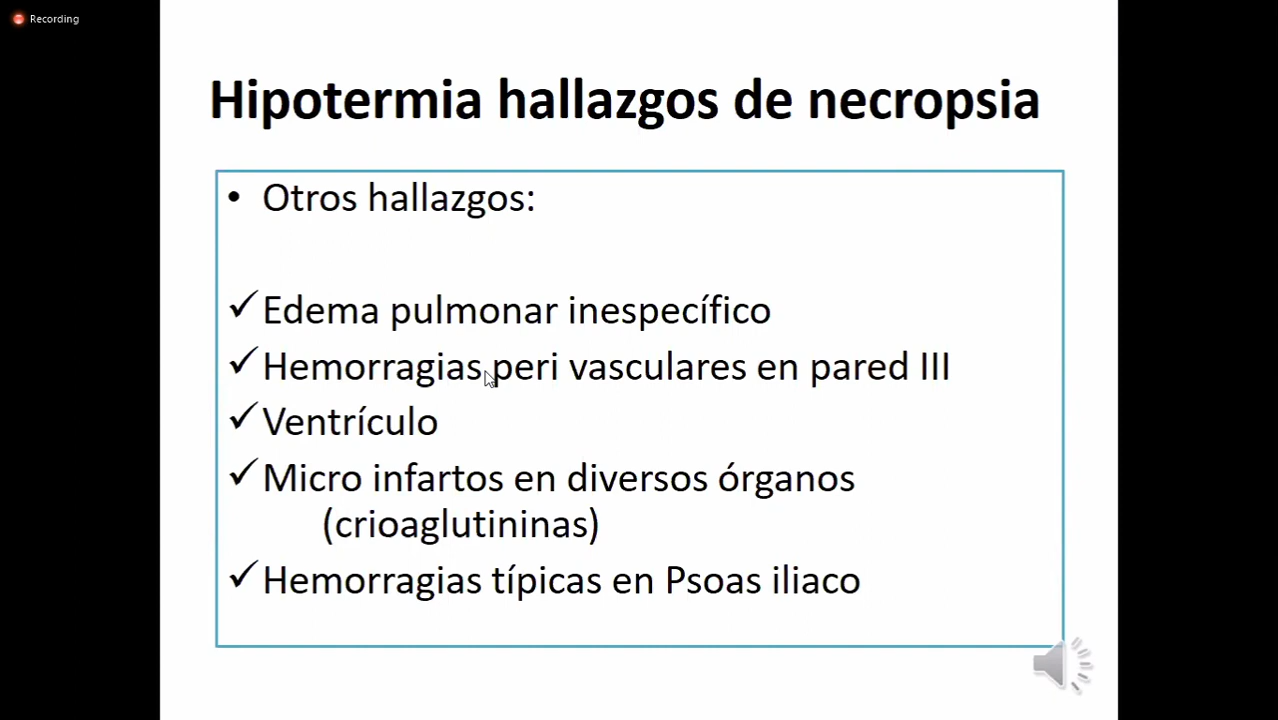 Recording
Hipotermia hallazgos de necropsia
• Otros hallazgos:
✓ Edema pulmonar inespecífico
✓ Hemorragias peri vasculares en pared III
✓ Ventrículo
✓ Micro infartos en diversos órganos
(crioaglutininas)
✓ Hemorragias típicas en Psoas iliaco